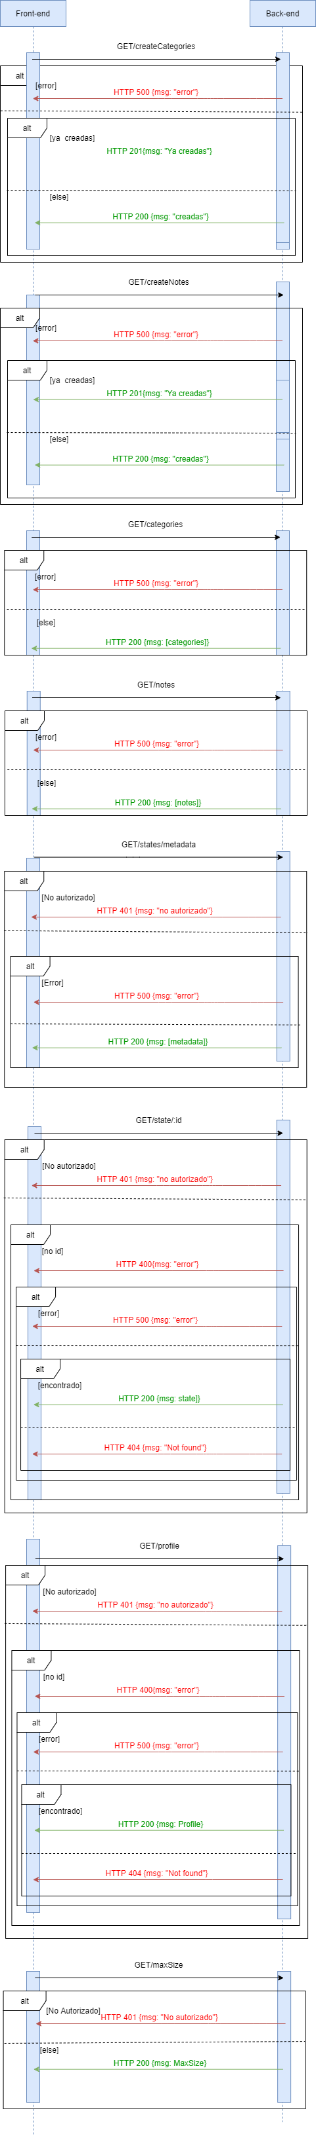 Front-end
Back-end
GET/createCategories
alt
[error]
HTTP 500 {msg: "error"}
alt
[ya creadas]
HTTP 201{msg: "Ya creadas"}
[else]
HTTP 200 {msg: "creadas"}
GET/createNotes
alt
[error]
HTTP 500 {msg: "error"}
alt
[ya creadas]
HTTP 201{msg: "Ya creadas"}
[else]
HTTP 200 {msg: "creadas"}
GET/categories
alt
[error]
HTTP 500 {msg: "error"}
[else]
HTTP 200 {msg: [categories]}
GET/notes
alt
[error]
HTTP 500 {msg: "error"}
[else]
HTTP 200 {msg: [notes]}
GET/states/metadata
alt
[No autorizado]
HTTP 401 {msg: "no autorizado"}
alt
[Error]
HTTP 500 {msg: "error"}
HTTP 200 {msg: [metadata]}
GET/state/:id
alt
[No autorizado]
HTTP 401 {msg: "no autorizado"}
alt
[no id]
HTTP 400{msg: "error"}
alt
[error]
HTTP 500 {msg: "error"}
alt
[encontrado]
HTTP 200 {msg: state]}
HTTP 404 {msg: "Not found"}
GET/profile
alt
[No autorizado]
HTTP 401 {msg: "no autorizado"}
alt
[no id]
HTTP 400{msg: "error"}
alt
[error]
HTTP 500 {msg: "error"}
alt
[encontrado]
HTTP 200 {msg: Profile}
HTTP 404 {msg: "Not found"}
GET/maxSize
alt
[No Autorizado]
HTTP 401 {msg: "No autorizado"}
[else]
HTTP 200 {msg: MaxSize}